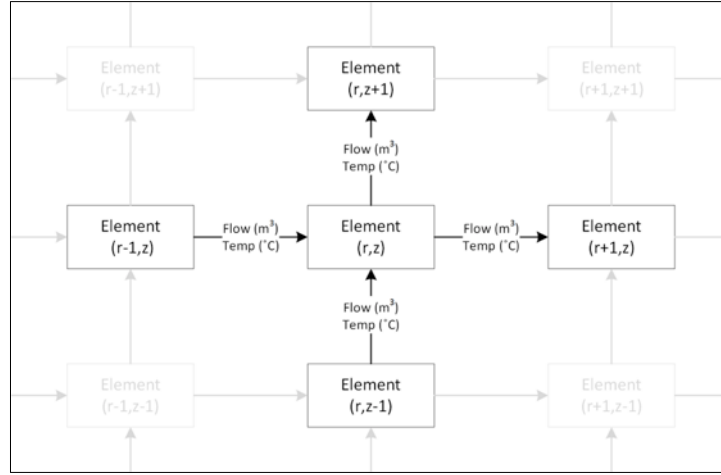 Element
(r-1,z+1)
Element
(r,z+1)
Element
(r+1,z+1)
Flow (m³)
Temp (˚C)
Element
(r-1,z)
Flow (m³)
Temp (˚C)
Element
(r,z)
Flow (m³)
Temp (˚C)
Element
(r+1,z)
Flow (m³)
Temp (˚C)
Element
(r-1,z-1)
Element
(r,z-1)
Element
(r+1,z-1)